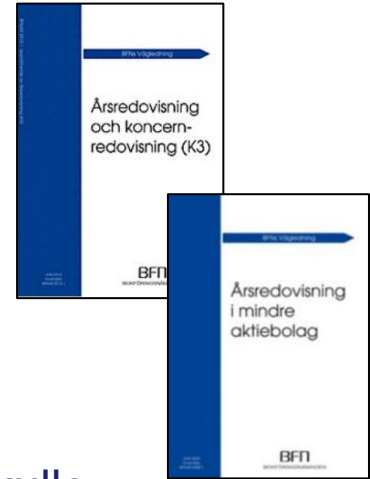 BFNs Vägledning
Årsredovisning
och koncern-
redovisning (K3)
BFN
BOKFÖRINGSNÄMNDEN
BFNs Vägledning
Årsredovisning
i mindre
aktiebolag
BFN
BOKFÖRINGSNÄMNDEN